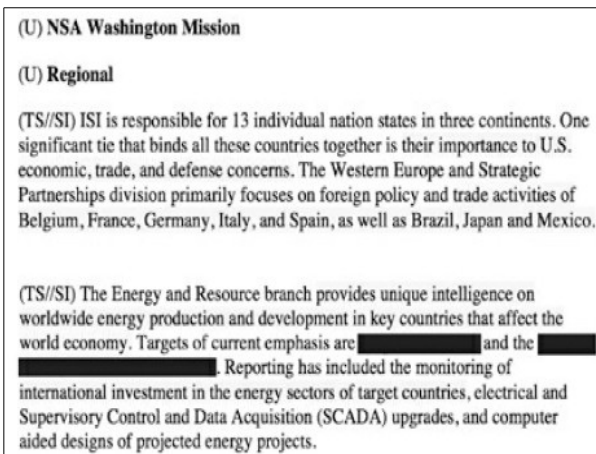 (U) NSA Washington Mission
(U) Regional
(TS//SI) ISI is responsible for 13 individual nation states in three continents. One
significant tie that binds all these countries together is their importance to U.S.
economic, trade, and defense concerns. The Western Europe and Strategic
Partnerships division primarily focuses on foreign policy and trade activities of
Belgium, France, Germany, Italy, and Spain, as well as Brazil, Japan and Mexico.
(TS//SI) The Energy and Resource branch provides unique intelligence on
worldwide energy production and development in key countries that affect the
world economy. Targets of current emphasis are and the
. Reporting has included the monitoring of
international investment in the energy sectors of target countries, electrical and
Supervisory Control and Data Acquisition (SCADA) upgrades, and computer
aided designs of projected energy projects.